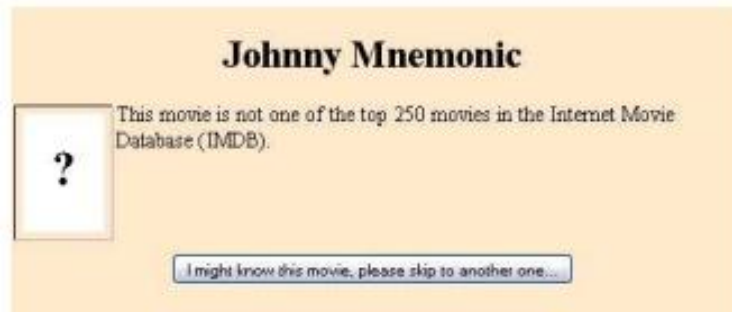 Johnny Mnemonic
This movie is not one of the top 250 movies in the Internet Movie
Database (IMDB).
?
I might know this movie, please skip to another one...